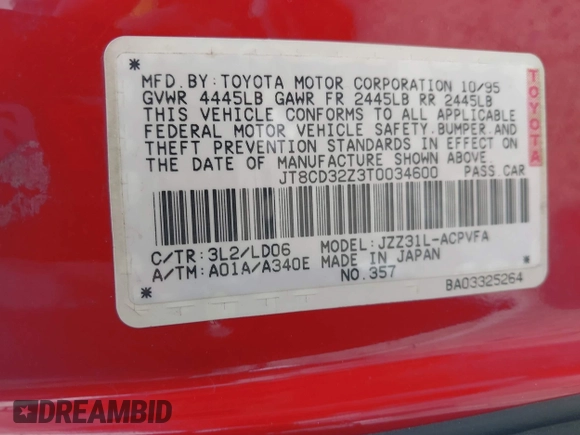 MFD.BY:TOYOTA MOTOR CORPORATION 10/95
GVWR 4445LB GAWR FR 2445LB RR 2445LB
THIS VEHICLE CONFORMS TO ALL APPLICABLE
FEDERAL MOTOR VEHICLE SAFETY.BUMPER.AND
THEFT PREVENTION STANDARDS IN EFFECT ON
THE DATE OF MANUFACTURE SHOWN ABOVE.
JT8CD32Z3T0034600 PASS.CAR
C/TR:3L2/LD06 MODEL:JZZ31L-ACPVFA
A/TM:A01A/A340E MADE IN JAPAN
NO.357
BA03325264
TOYOTA
DREAMBID